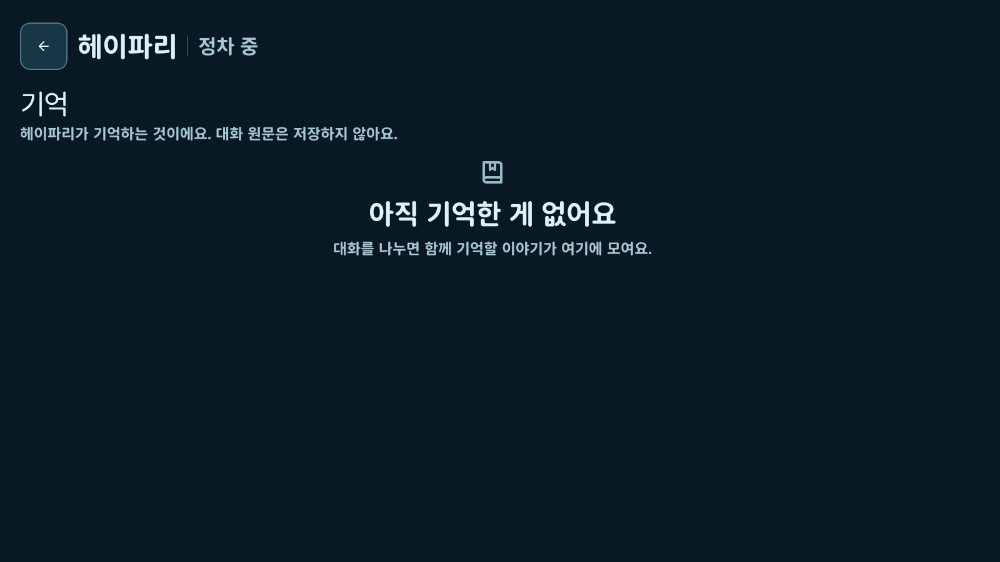 헤이파리
정차 중
기억
헤이파리가 기억하는 것이에요. 대화 원문은 저장하지 않아요.
아직 기억한 게 없어요
대화를 나누면 함께 기억할 이야기가 여기에 모여요.